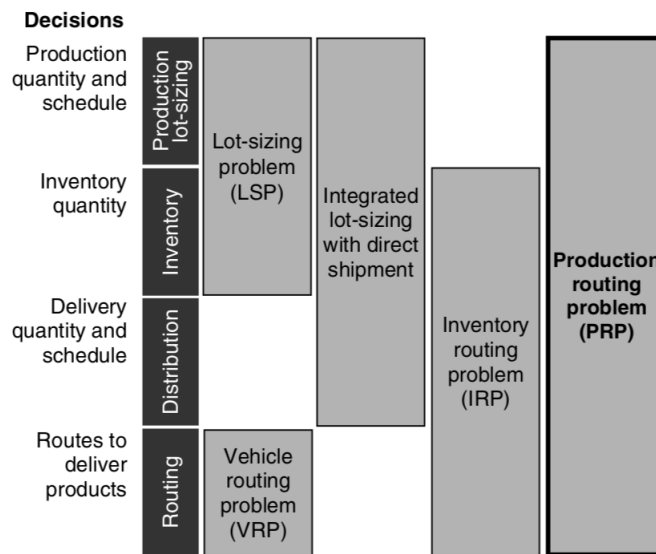 Decisions
Production
quantity and
schedule
Inventory
quantity
Delivery
quantity and
schedule
Routes to
deliver
products
Production
lot-sizing
Inventory
Distribution
Routing
Lot-sizing
problem
(LSP)
Vehicle
routing
problem
(VRP)
Integrated
lot-sizing
with direct
shipment
Inventory
routing
problem
(IRP)
Production
routing
problem
(PRP)